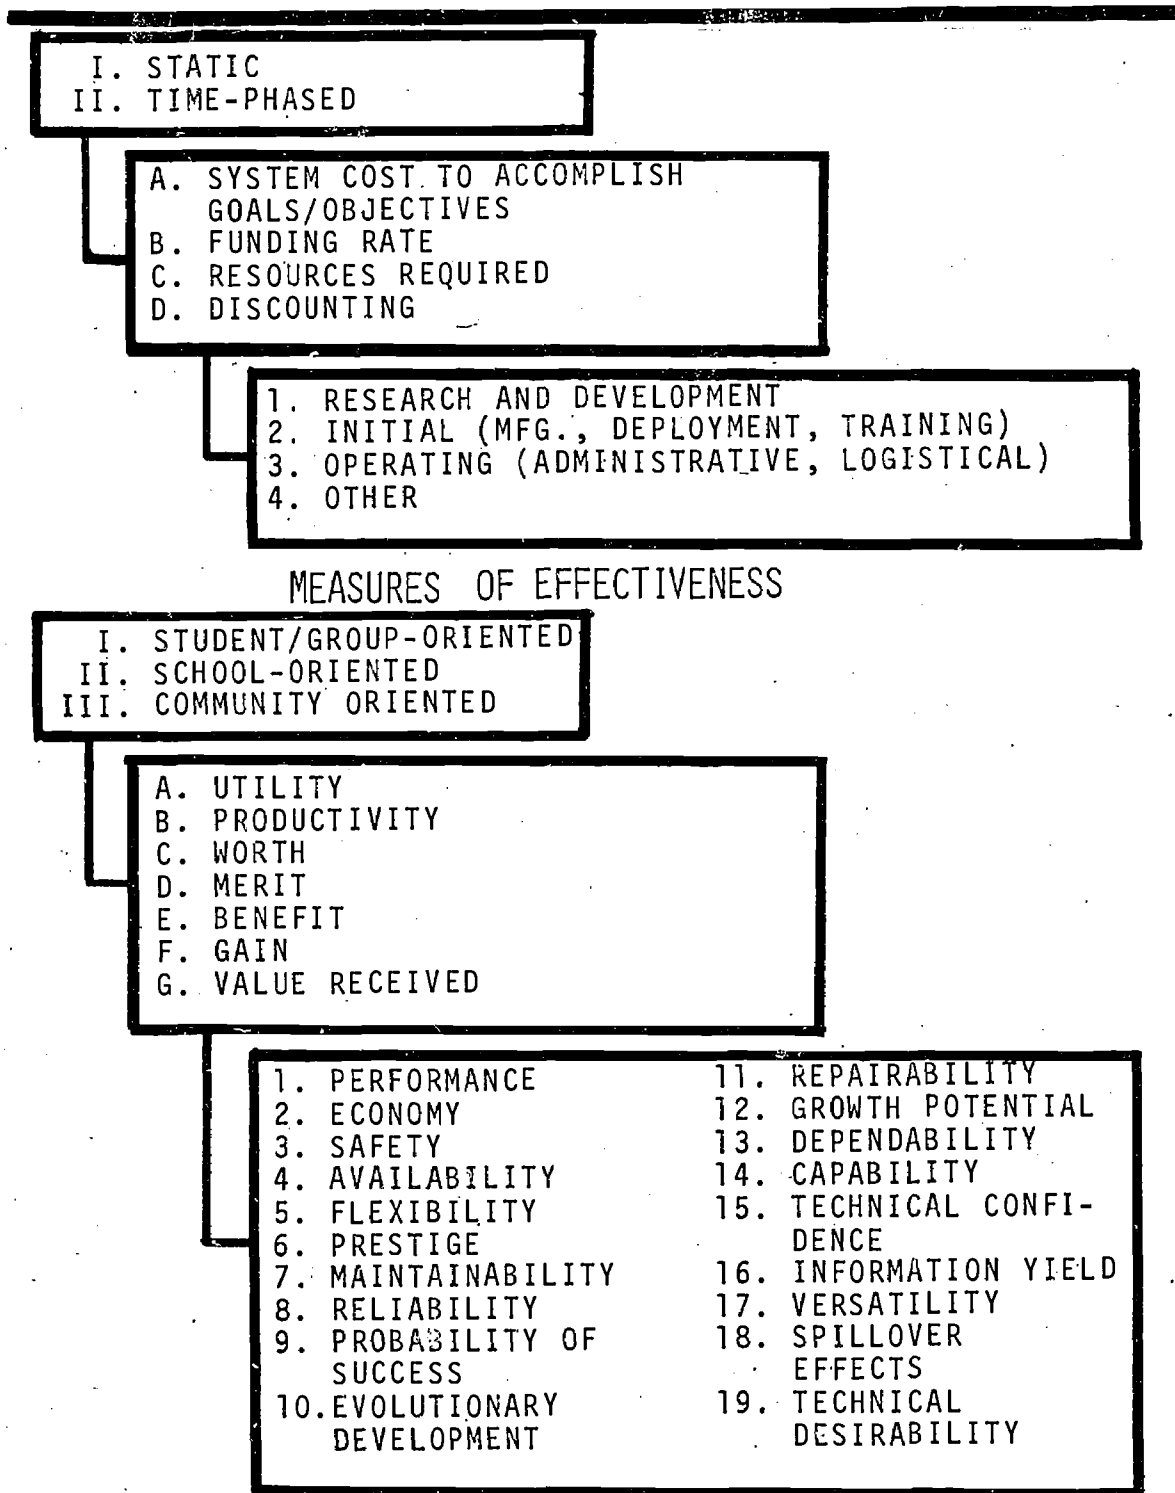 I. STATIC
II. TIME-PHASED
A. SYSTEM COST TO ACCOMPLISH
GOALS/OBJECTIVES
B. FUNDING RATE
C. RESOURCES REQUIRED
D. DISCOUNTING
1. RESEARCH AND DEVELOPMENT
2. INITIAL (MFG., DEPLOYMENT, TRAINING)
3. OPERATING (ADMINISTRATIVE, LOGISTICAL)
4. OTHER
MEASURES OF EFFECTIVENESS
I. STUDENT/GROUP-ORIENTED
II. SCHOOL-ORIENTED
III. COMMUNITY ORIENTED
A. UTILITY
B. PRODUCTIVITY
C. WORTH
D. MERIT
E. BENEFIT
F. GAIN
G. VALUE RECEIVED
1. PERFORMANCE
2. ECONOMY
3. SAFETY
4. AVAILABILITY
5. FLEXIBILITY
6. PRESTIGE
7. MAINTAINABILITY
8. RELIABILITY
9. PROBABILITY OF
SUCCESS
10. EVOLUTIONARY
DEVELOPMENT
11. REPAIRABILITY
12. GROWTH POTENTIAL
13. DEPENDABILITY
14. CAPABILITY
15. TECHNICAL CONFI-
DENCE
16. INFORMATION YIELD
17. VERSATILITY
18. SPILLOVER
EFFECTS
19. TECHNICAL
DESIRABILITY